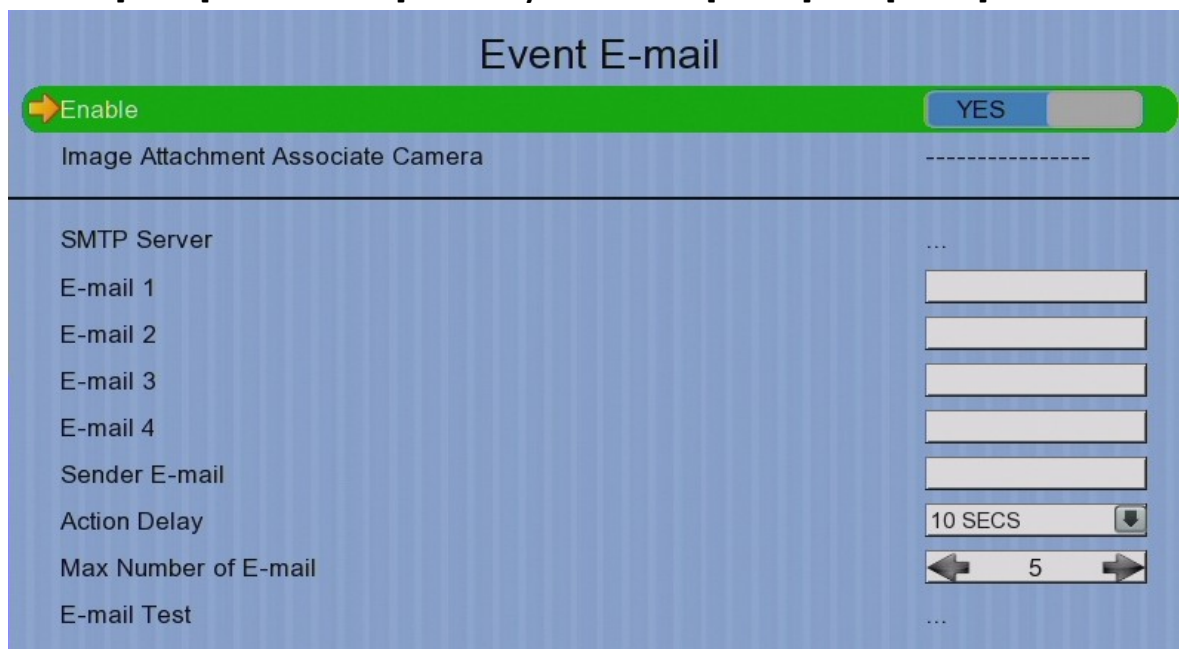 Event E-mail
Enable YES
Image Attachment Associate Camera ----------------
SMTP Server ...
E-mail 1
E-mail 2
E-mail 3
E-mail 4
Sender E-mail
Action Delay 10 SECS
Max Number of E-mail 5
E-mail Test ...